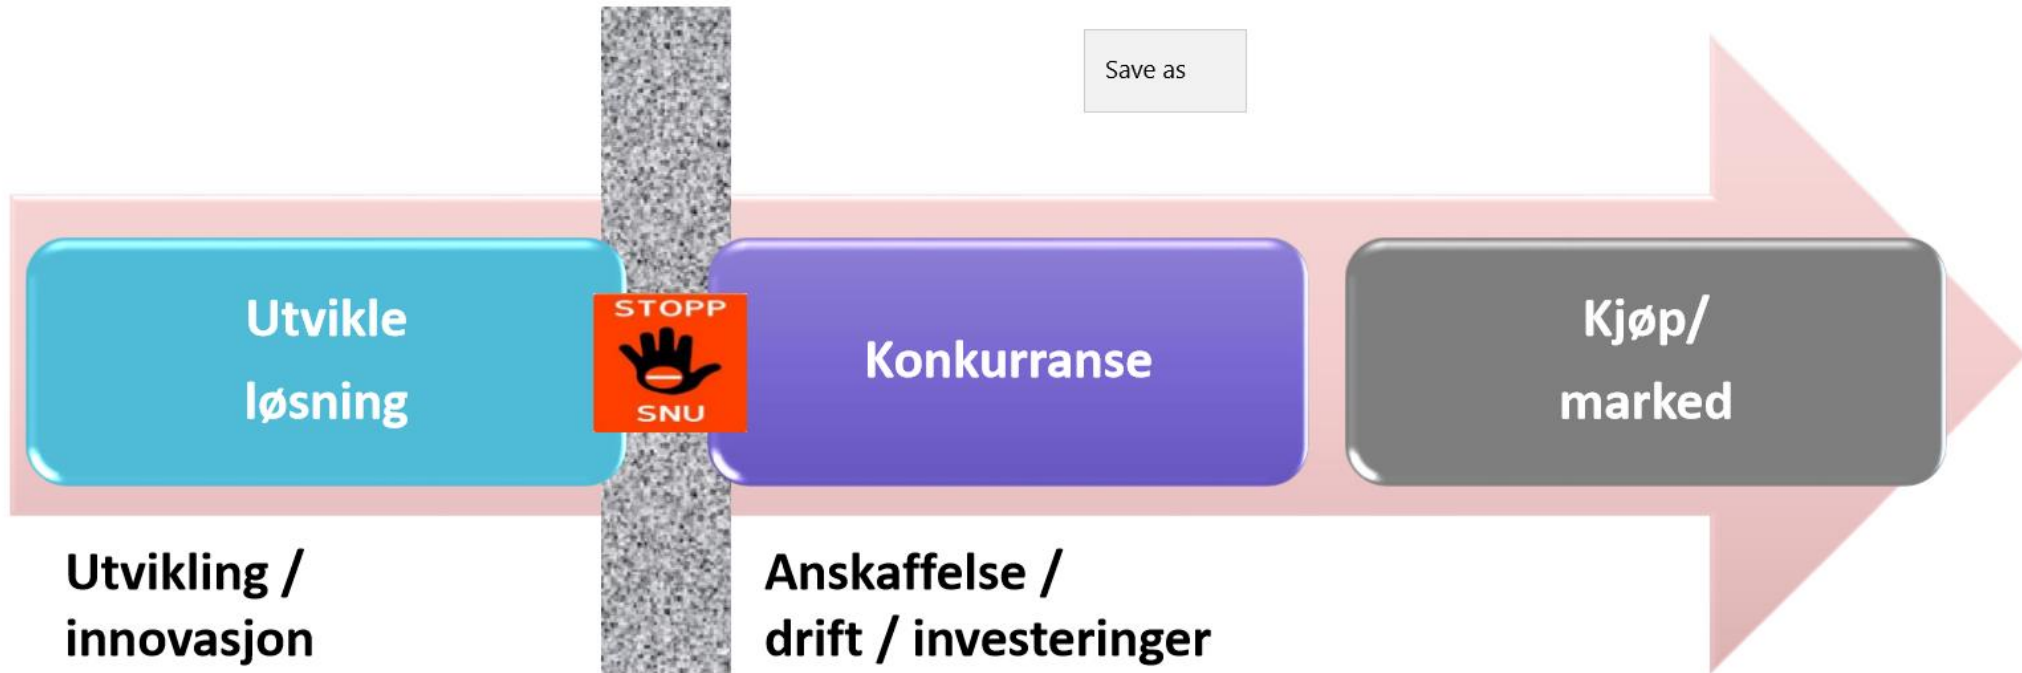 Save as
Utvikle
løsning
STOPP
SNU
Konkurranse
Kjøp/
marked
Utvikling /
innovasjon
Anskaffelse /
drift / investeringer